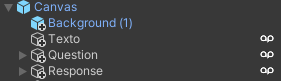 Canvas
Background (1)
Texto
Question
Response